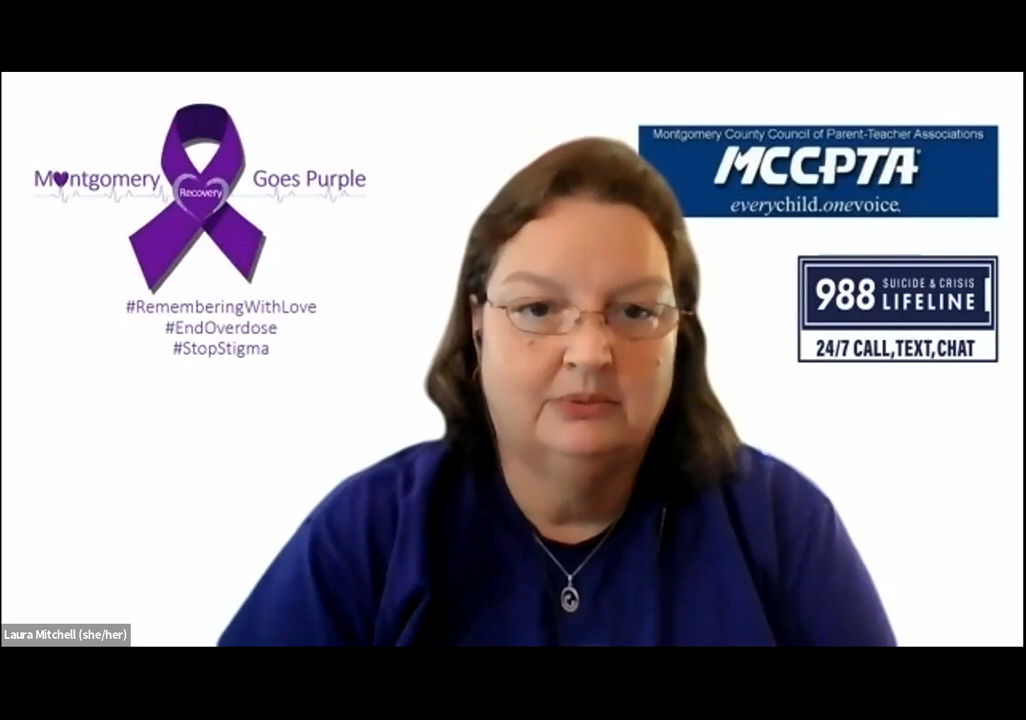 Montgomery Goes Purple
Recovery
#RememberingWithLove
#EndOverdose
#StopStigma
Montgomery County Council of Parent-Teacher Associations
MCCPTA
everychild.onevoice.
988 SUICIDE & CRISIS
LIFELINE
24/7 CALL,TEXT,CHAT
Laura Mitchell (she/her)